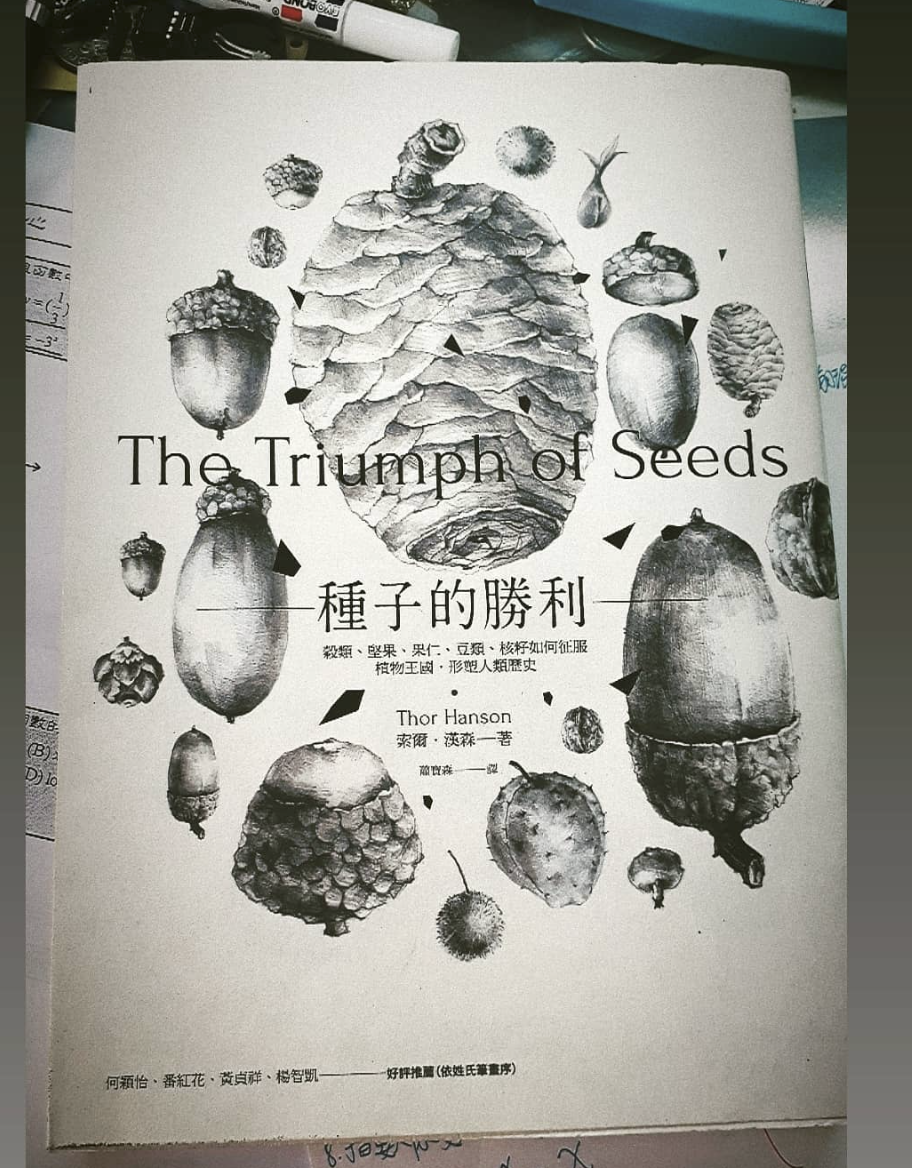 The Triumph of Seeds
種子的勝利
穀類、堅果、果仁、豆類、核籽如何征服
植物王國‧形塑人類歷史
Thor Hanson
索爾‧漢森—著
蕭寶森——譯
何穎怡、番紅花、黃貞祥、楊智凱————好評推薦(依姓氏筆畫序)